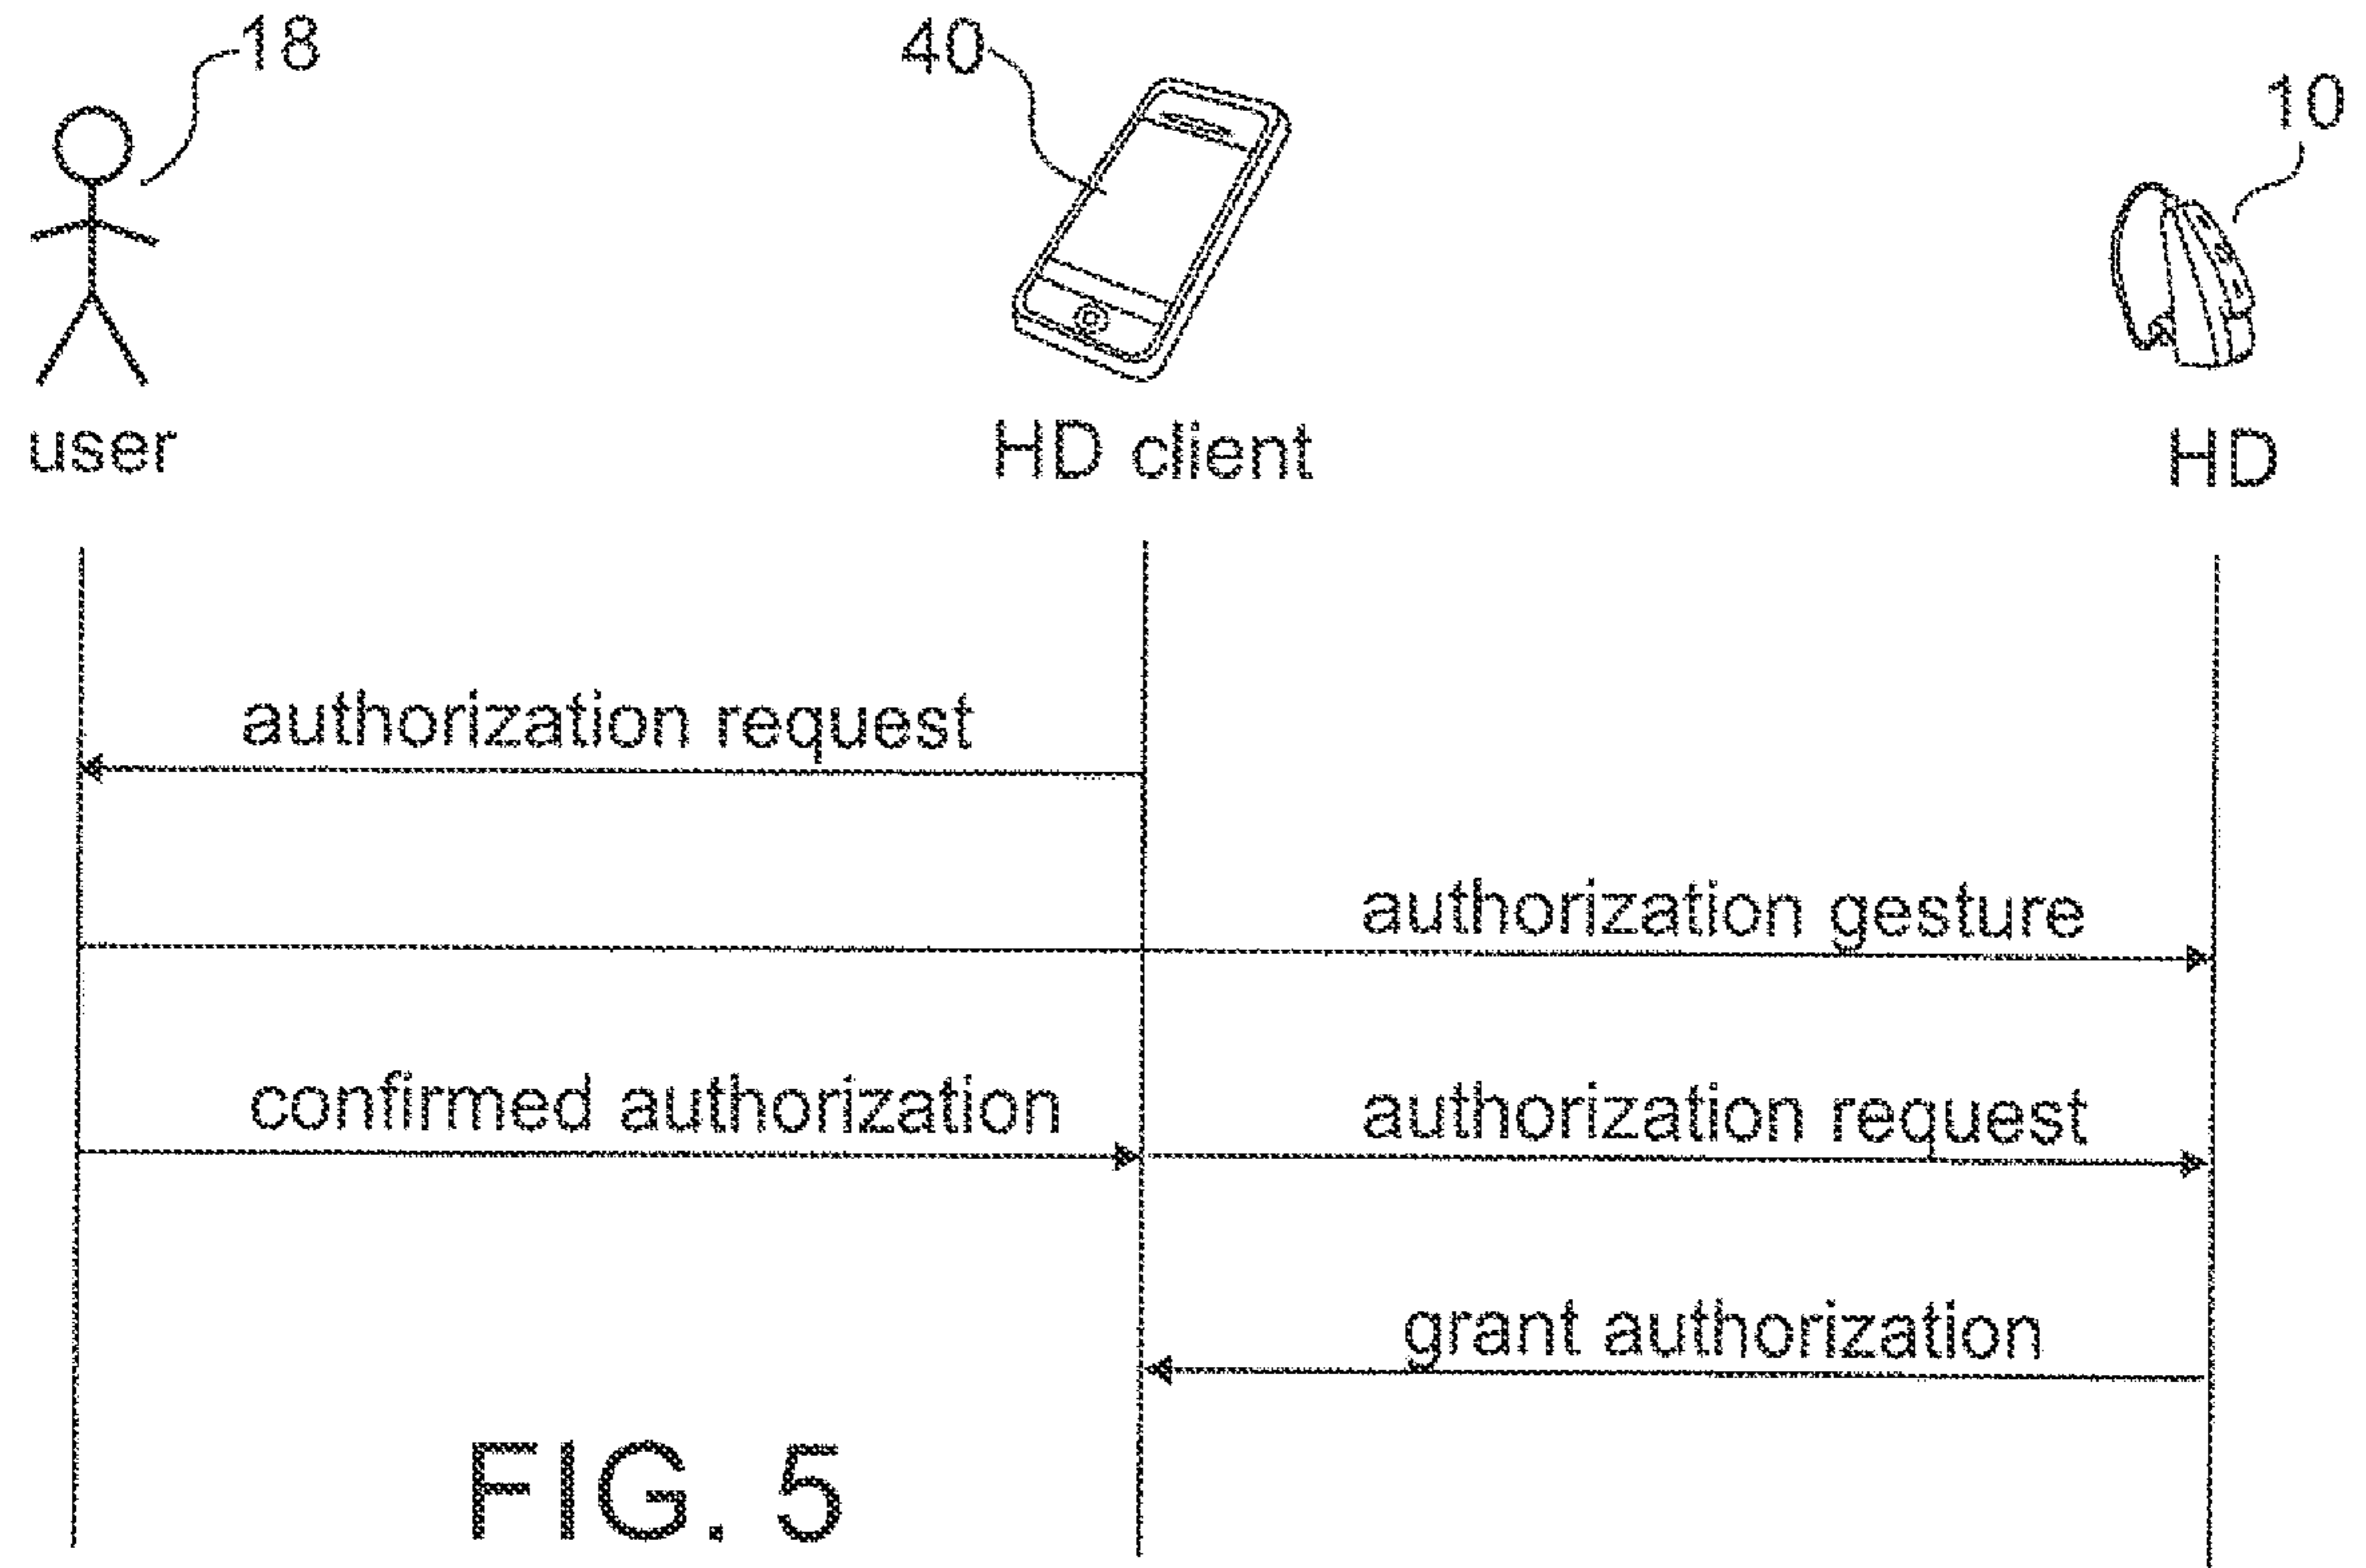 18
40
10
user
HD client
HD
authorization request
authorization gesture
confirmed authorization
authorization request
grant authorization
FIG. 5